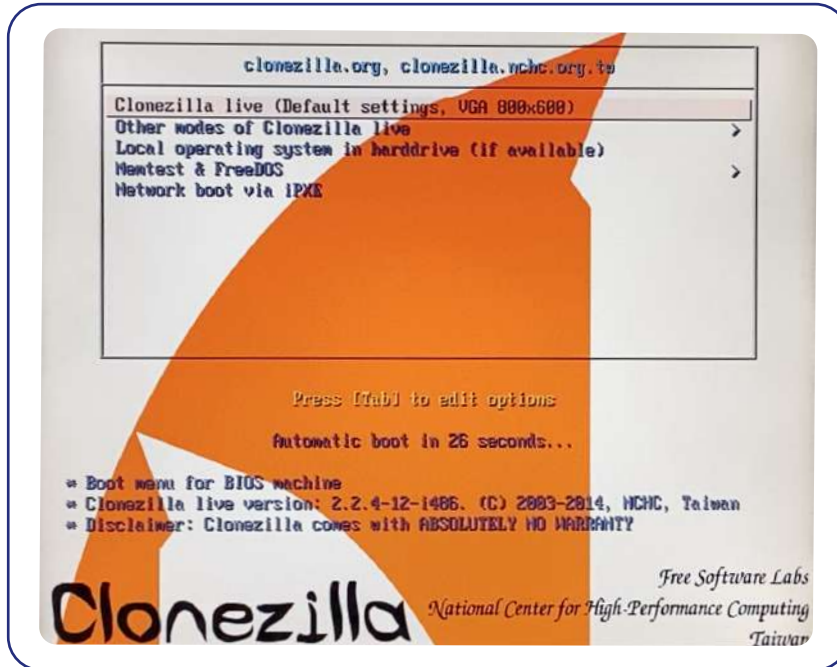 clonezilla.org, clonezilla.nchc.org.tw
Clonezilla live (Default settings, VGA 800x600)
Other modes of Clonezilla live >
Local operating system in harddrive (if available)
Memtest & FreeDOS >
Network boot via iPXE
Press [Tab] to edit options
Automatic boot in 26 seconds...
* Boot menu for BIOS machine
* Clonezilla live version: 2.2.4-12-i486. (C) 2003-2014, NCHC, Taiwan
* Disclaimer: Clonezilla comes with ABSOLUTELY NO WARRANTY
Free Software Labs
Clonezilla National Center for High-Performance Computing
Taiwan